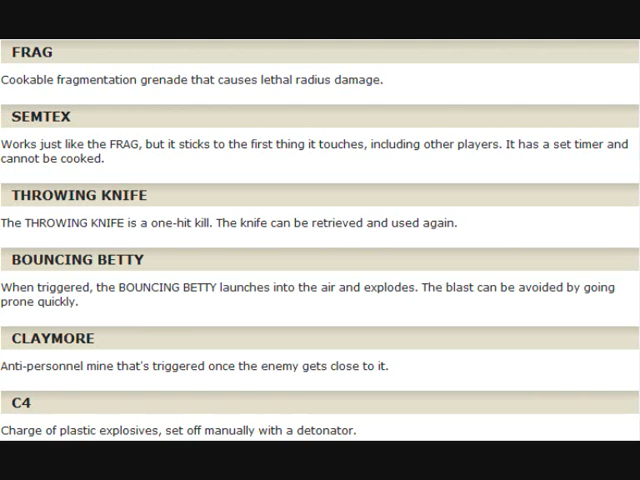 FRAG
Cookable fragmentation grenade that causes lethal radius damage.
SEMTEX
Works just like the FRAG, but it sticks to the first thing it touches, including other players. It has a set timer and
cannot be cooked.
THROWING KNIFE
The THROWING KNIFE is a one-hit kill. The knife can be retrieved and used again.
BOUNCING BETTY
When triggered, the BOUNCING BETTY launches into the air and explodes. The blast can be avoided by going
prone quickly.
CLAYMORE
Anti-personnel mine that's triggered once the enemy gets close to it.
C4
Charge of plastic explosives, set off manually with a detonator.